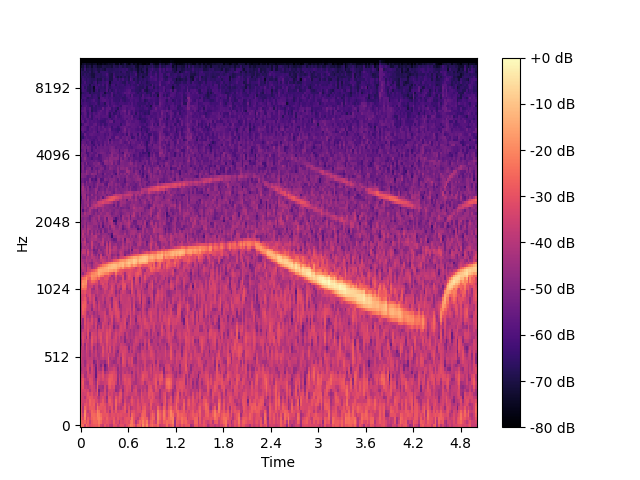 8192
4096
2048
1024
512
0
Hz
0 0.6 1.2 1.8 2.4 3 3.6 4.2 4.8
Time
+0 dB
-10 dB
-20 dB
-30 dB
-40 dB
-50 dB
-60 dB
-70 dB
-80 dB